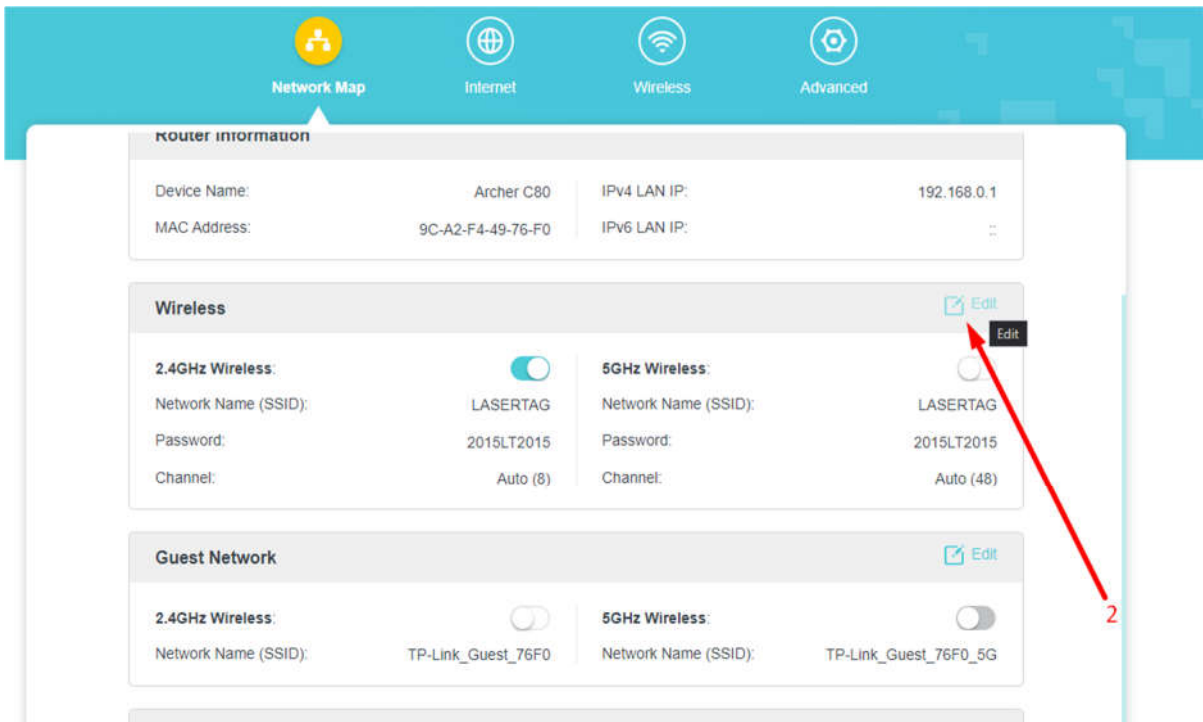 Network Map Internet Wireless Advanced
Router Information
Device Name: Archer C80 IPv4 LAN IP: 192.168.0.1
MAC Address: 9C-A2-F4-49-76-F0 IPv6 LAN IP: ::
Wireless Edit
Edit
2.4GHz Wireless: 5GHz Wireless:
Network Name (SSID): LASERTAG Network Name (SSID): LASERTAG
Password: 2015LT2015 Password: 2015LT2015
Channel: Auto (8) Channel: Auto (48)
Guest Network Edit
2.4GHz Wireless: 5GHz Wireless:
2
Network Name (SSID): TP-Link_Guest_76F0 Network Name (SSID): TP-Link_Guest_76F0_5G